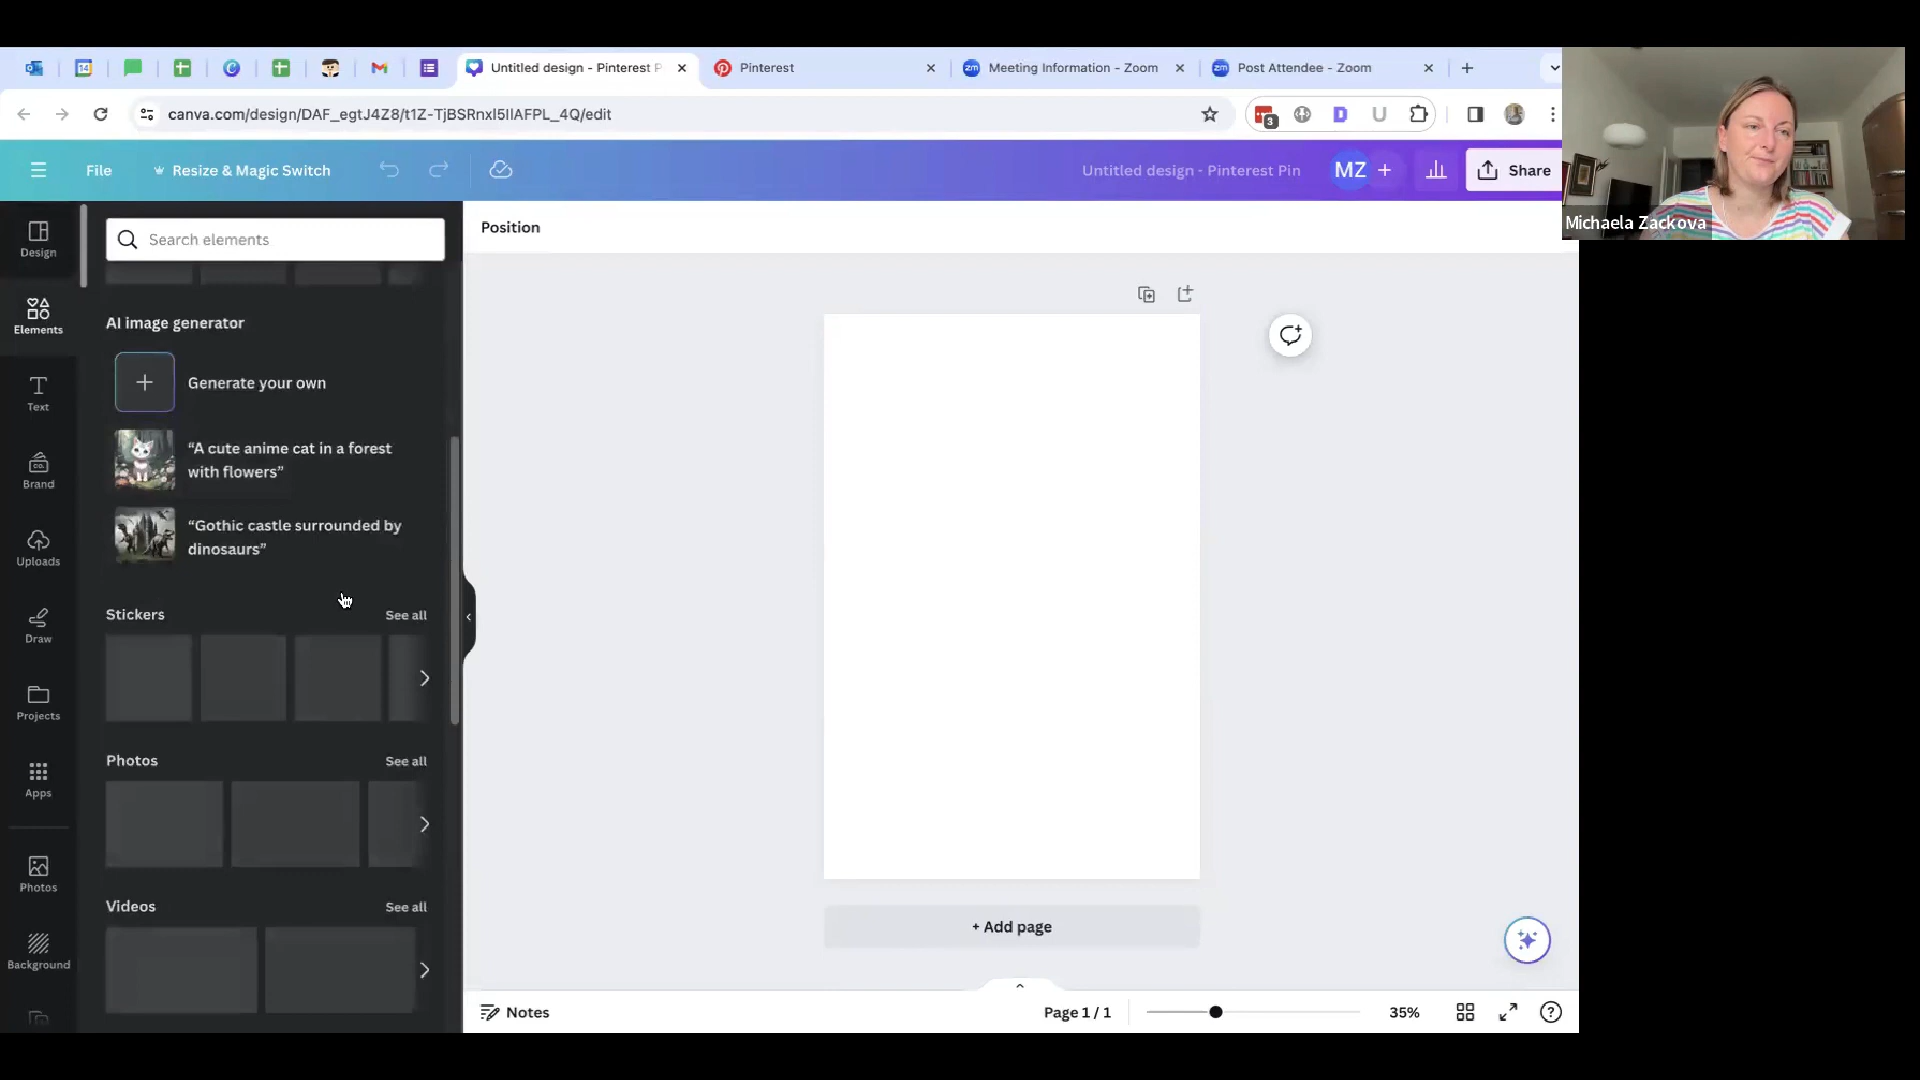 Untitled design - Pinterest P
Pinterest
Meeting Information - Zoom
Post Attendee - Zoom
canva.com/design/DAF_egtJ4Z8/t1Z-TjBSRnxI5IIAFPL_4Q/edit
3
File
Resize & Magic Switch
Untitled design - Pinterest Pin
MZ
Share
Michaela Zackova
Design
Elements
Text
Brand
Uploads
Draw
Projects
Apps
Photos
Background
Search elements
AI image generator
Generate your own
“A cute anime cat in a forest
with flowers”
“Gothic castle surrounded by
dinosaurs”
Stickers
See all
Photos
See all
Videos
See all
Position
+ Add page
Notes
Page 1 / 1
35%